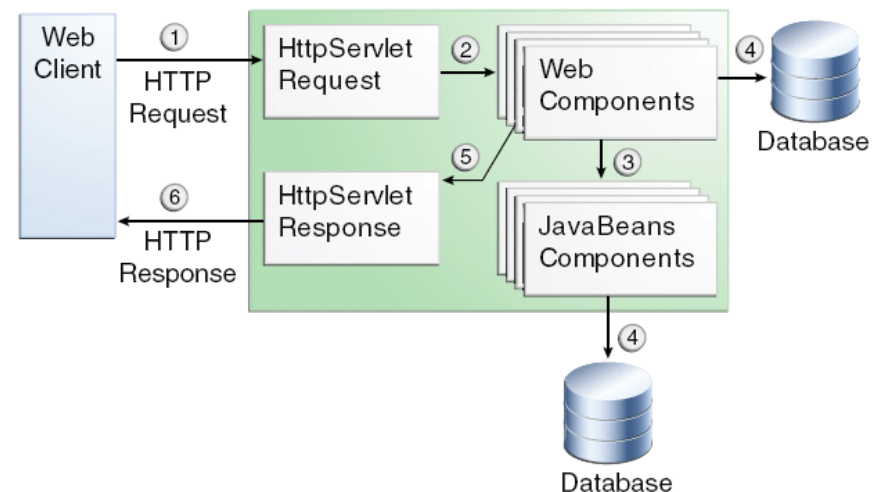 Web
Client
1
HTTP
Request
HttpServlet
Request
2
Web
Components
4
Database
3
5
6
HTTP
Response
HttpServlet
Response
JavaBeans
Components
4
Database